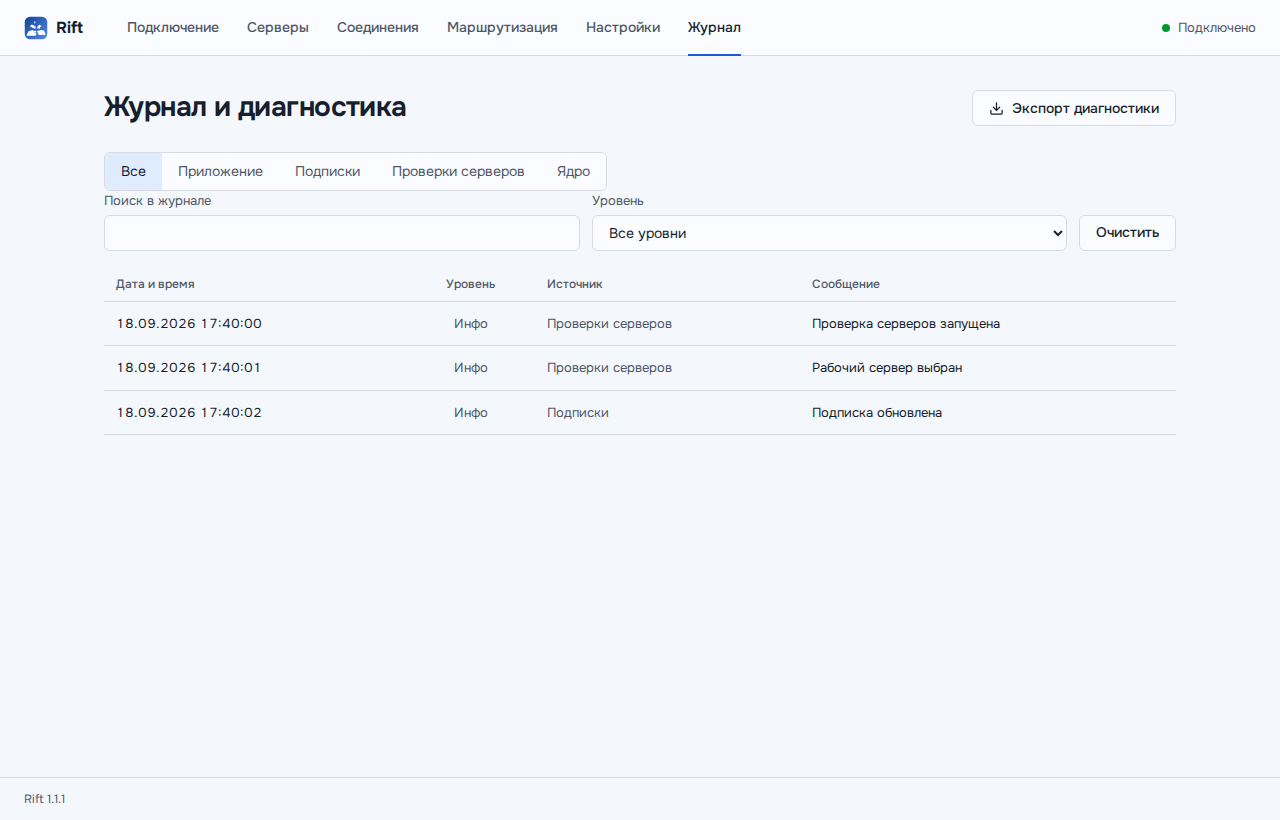 Rift Подключение Серверы Соединения Маршрутизация Настройки Журнал Подключено
Журнал и диагностика Экспорт диагностики
Все Приложение Подписки Проверки серверов Ядро
Поиск в журнале Уровень
Все уровни Очистить
Дата и время Уровень Источник Сообщение
18.09.2026 17:40:00 Инфо Проверки серверов Проверка серверов запущена
18.09.2026 17:40:01 Инфо Проверки серверов Рабочий сервер выбран
18.09.2026 17:40:02 Инфо Подписки Подписка обновлена
Rift 1.1.1